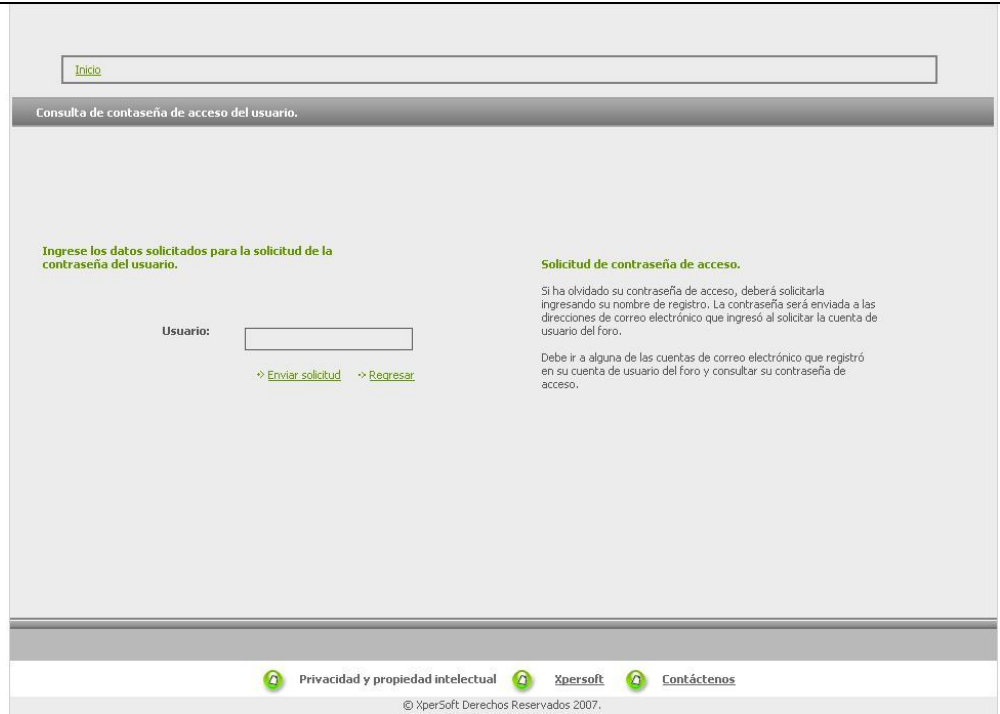 Inicio
Consulta de contaseña de acceso del usuario.
Ingrese los datos solicitados para la solicitud de la
contraseña del usuario.
Usuario:
Enviar solicitud Regresar
Solicitud de contraseña de acceso.
Si ha olvidado su contraseña de acceso, deberá solicitarla
ingresando su nombre de registro. La contraseña será enviada a las
direcciones de correo electrónico que ingresó al solicitar la cuenta de
usuario del foro.
Debe ir a alguna de las cuentas de correo electrónico que registró
en su cuenta de usuario del foro y consultar su contraseña de
acceso.
Privacidad y propiedad intelectual Xpersoft Contáctenos
© XperSoft Derechos Reservados 2007.